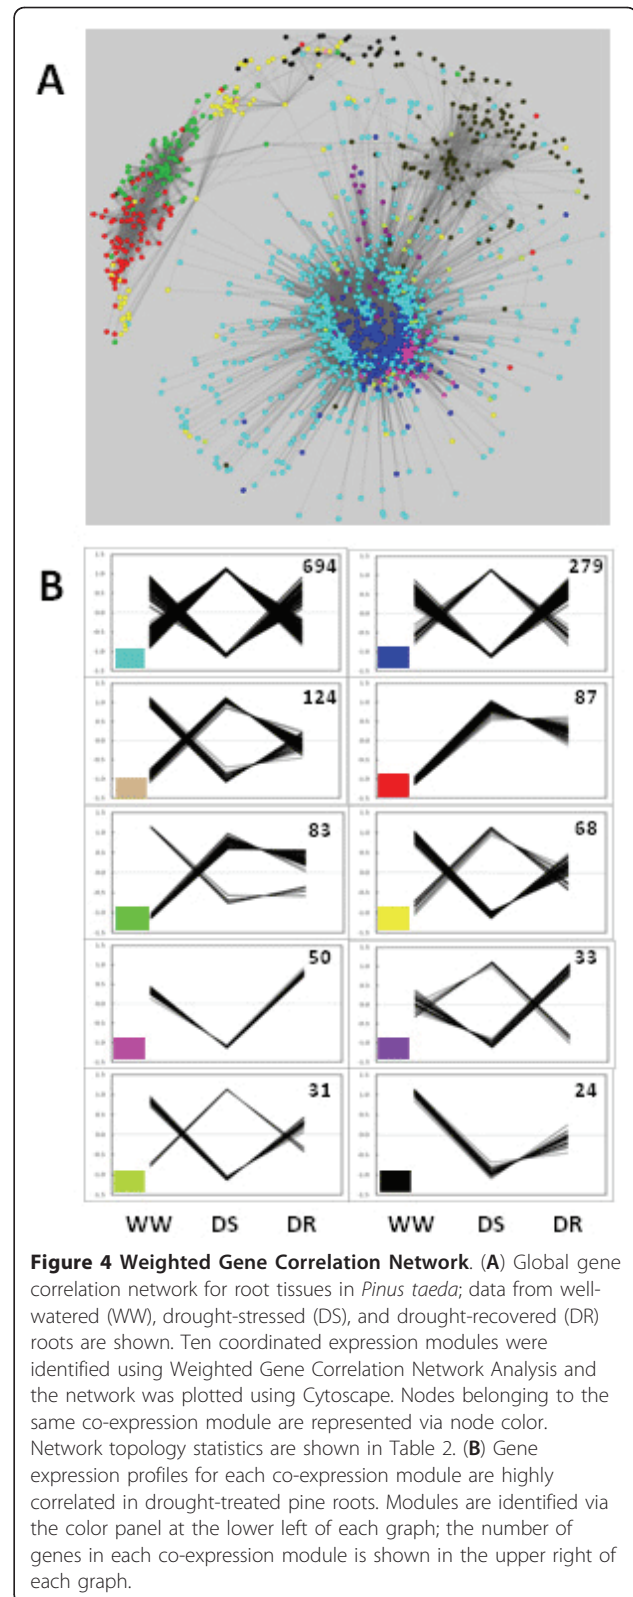 A
B
694
279
124
87
83
68
50
33
31
24
WW DS DR WW DS DR
Figure 4 Weighted Gene Correlation Network. (A) Global gene
correlation network for root tissues in Pinus taeda; data from well-
watered (WW), drought-stressed (DS), and drought-recovered (DR)
roots are shown. Ten coordinated expression modules were
identified using Weighted Gene Correlation Network Analysis and
the network was plotted using Cytoscape. Nodes belonging to the
same co-expression module are represented via node color.
Network topology statistics are shown in Table 2. (B) Gene
expression profiles for each co-expression module are highly
correlated in drought-treated pine roots. Modules are identified via
the color panel at the lower left of each graph; the number of
genes in each co-expression module is shown in the upper right of
each graph.